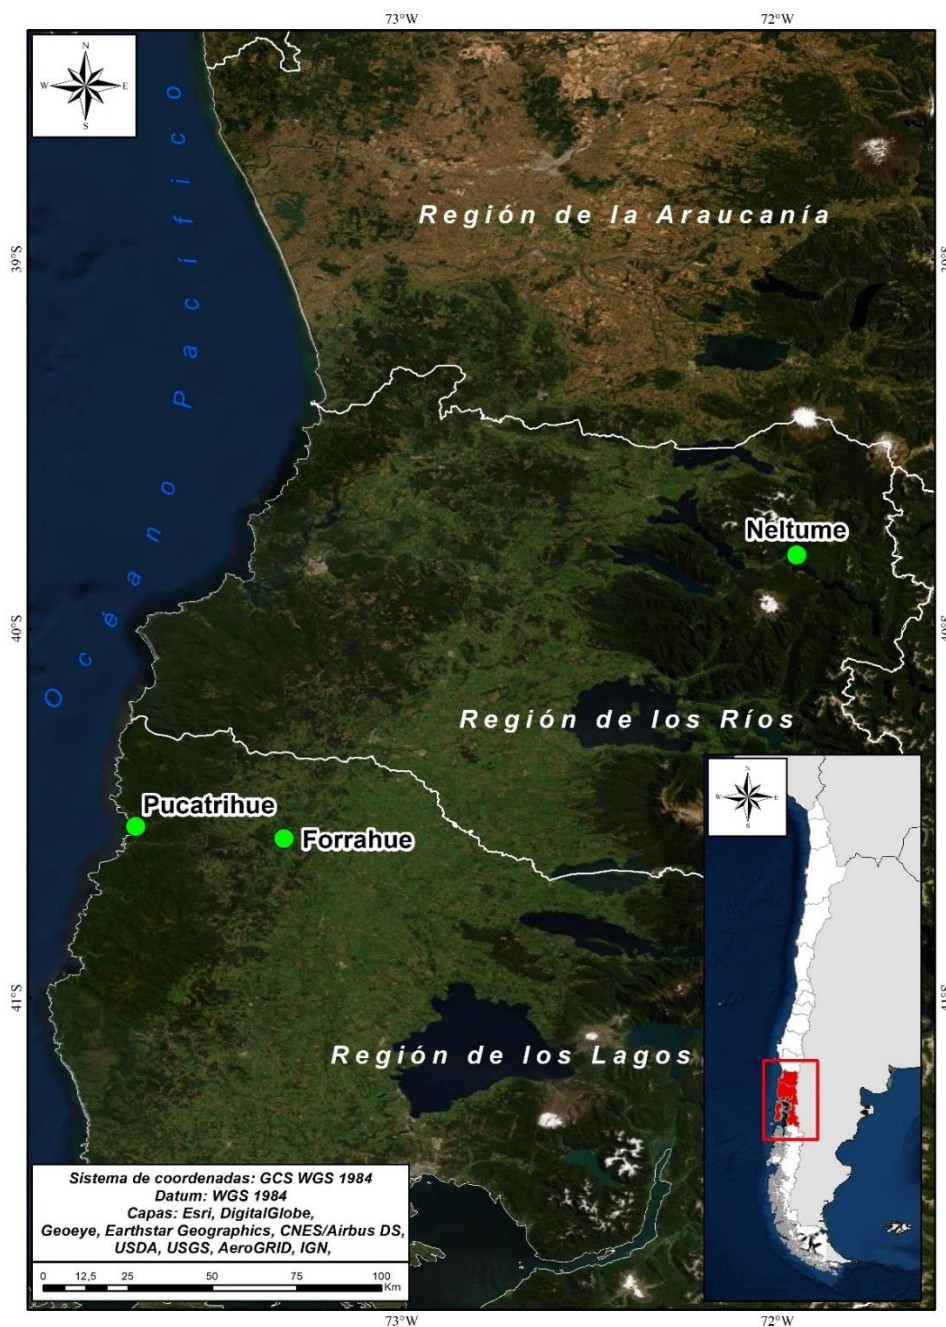 73°W 72°W
N
W E
S
Océano Pacífico
Región de la Araucanía
39°S 39°S
Neltume
40°S 40°S
Región de los Ríos
Pucatrihue
Forrahue
N
W E
S
41°S 41°S
Región de los Lagos
Sistema de coordenadas: GCS WGS 1984
Datum: WGS 1984
Capas: Esri, DigitalGlobe,
Geoeye, Earthstar Geographics, CNES/Airbus DS,
USDA, USGS, AeroGRID, IGN,
0 12,5 25 50 75 100
Km
73°W 72°W